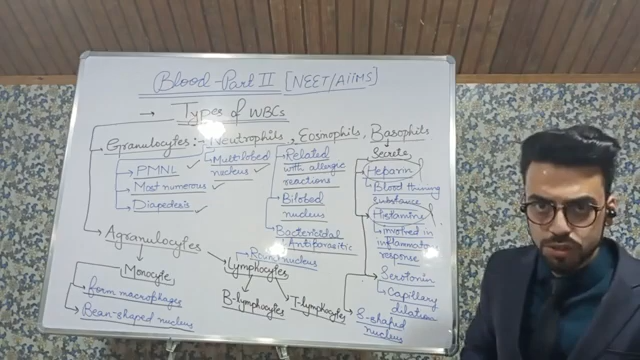 Blood-Part II [NEET/AIIMS]
→ Types of WBCs
Granulocytes:- Neutrophils, Eosnophils, Basophils
PMNL
Most numerous
Diapedesis
Multilobed
nucleus
Related
with allergic
reactions
Bilobed
nucleus
Bactericidal
Antiparasitic
Secrets
Heparin
Blood thinning
substance
Histamine
involved in
inflammatory
response
Serotonin
Capillary
dilation
S-shaped
nucleus
Agranulocytes
Monocyte
form macrophages
Bean-shaped nucleus
Round nucleus
Lymphocytes
B-lymphocytes
T-lymphocytes